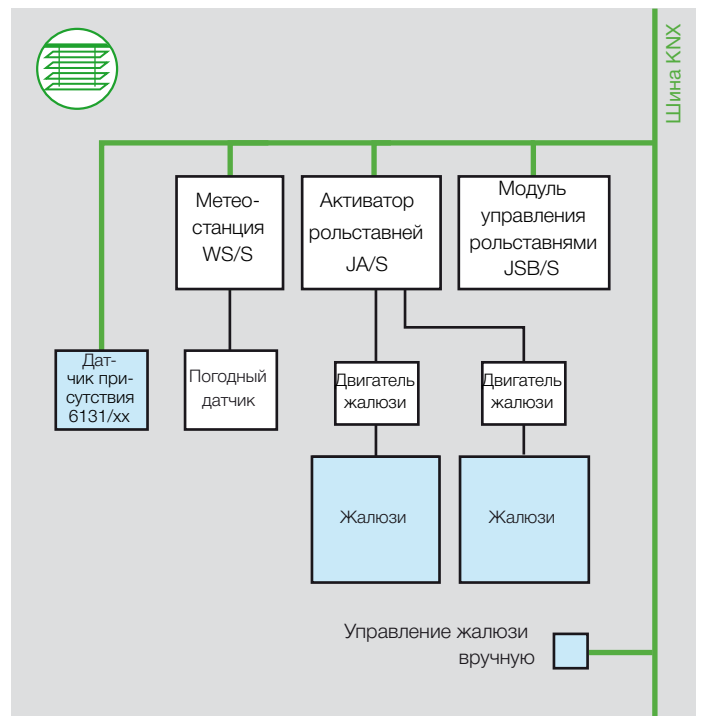 Шина KNX
Метео-
станция
WS/S
Активатор
рольставней
JA/S
Модуль
управления
рольставнями
JSB/S
Дат-
чик при-
сутствия
6131/xx
Погодный
датчик
Двигатель
жалюзи
Двигатель
жалюзи
Жалюзи
Жалюзи
Управление жалюзи
вручную